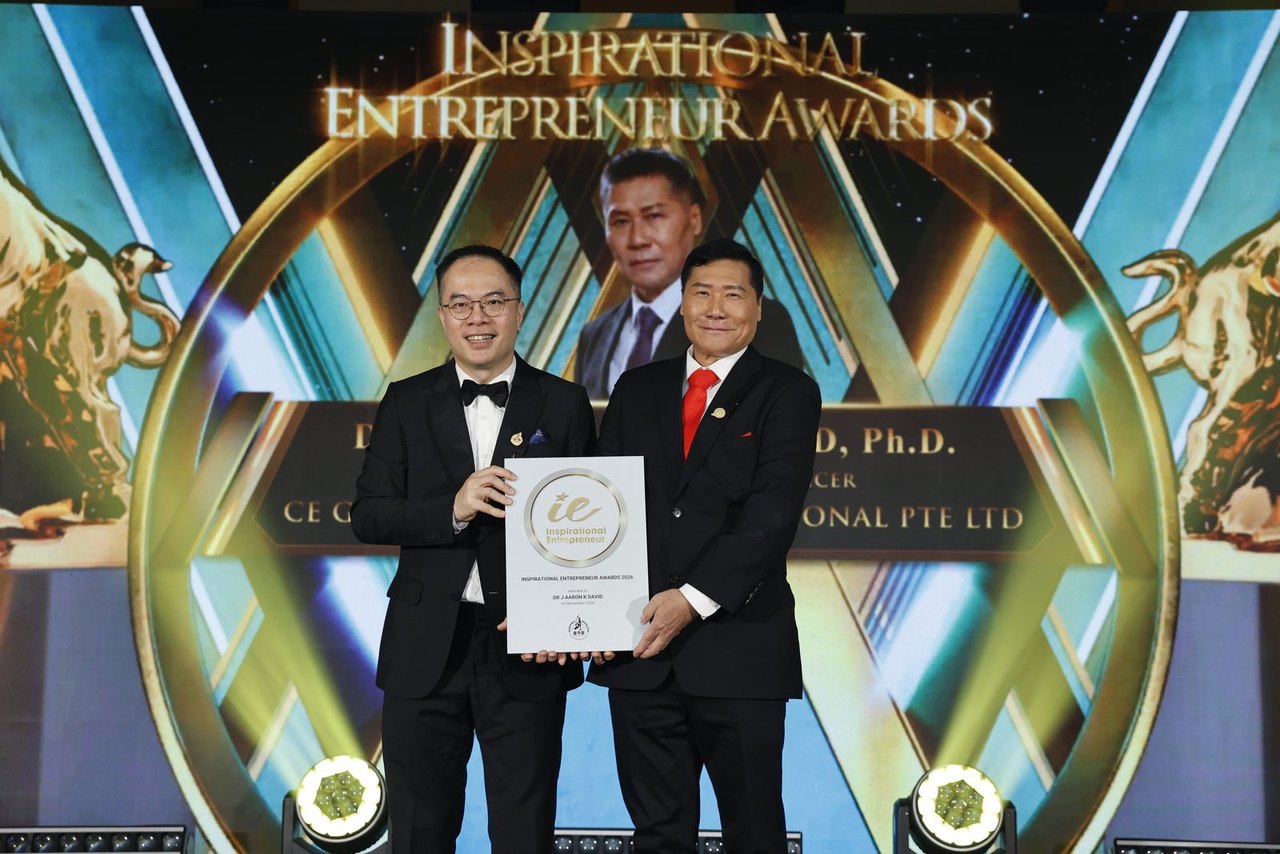 INSPIRATIONAL
ENTREPRENEUR AWARDS
D, Ph.D.
CER
CE G
ONAL PTE LTD
ie
Inspirational
Entrepreneur
INSPIRATIONAL ENTREPRENEUR AWARDS 2026
DR J AARON K DAVID